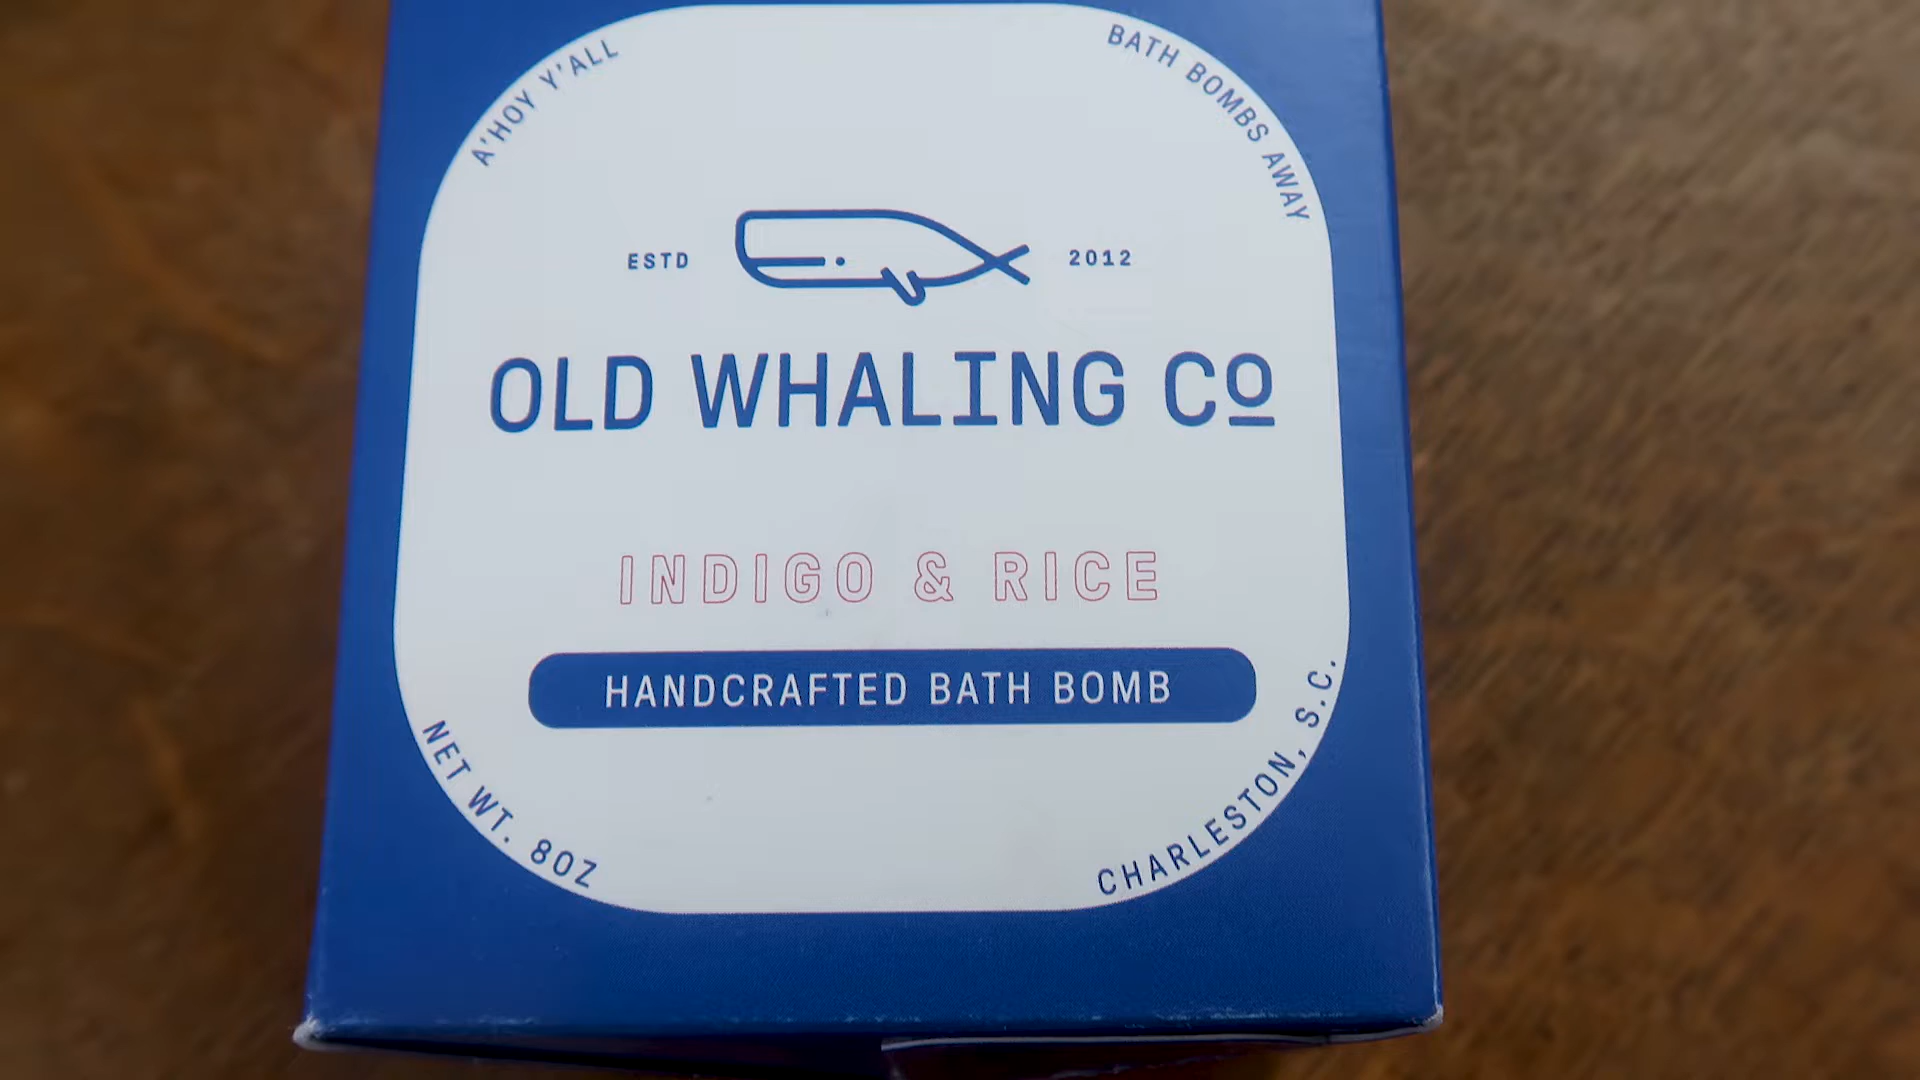 A'HOY Y'ALL
BATH BOMBS AWAY
ESTD 2012
OLD WHALING CO
INDIGO & RICE
HANDCRAFTED BATH BOMB
NET WT. 8OZ
CHARLESTON, S.C.